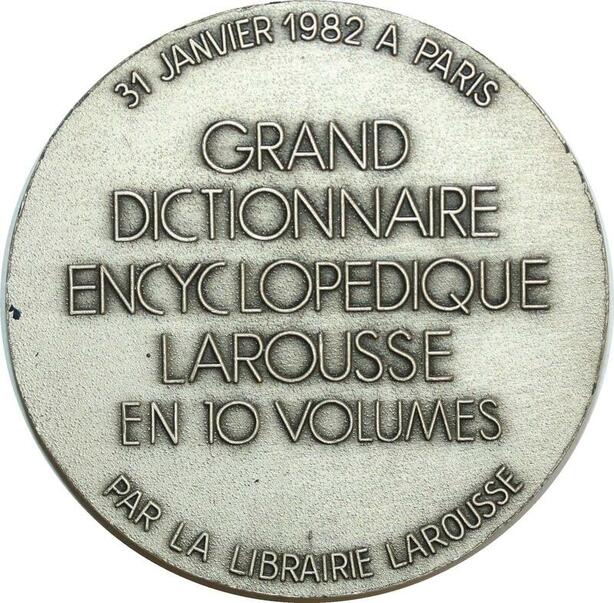 31 JANVIER 1982 A PARIS
GRAND
DICTIONNAIRE
ENCYCLOPEDIQUE
LAROUSSE
EN 10 VOLUMES
PAR LA LIBRAIRIE LAROUSSE